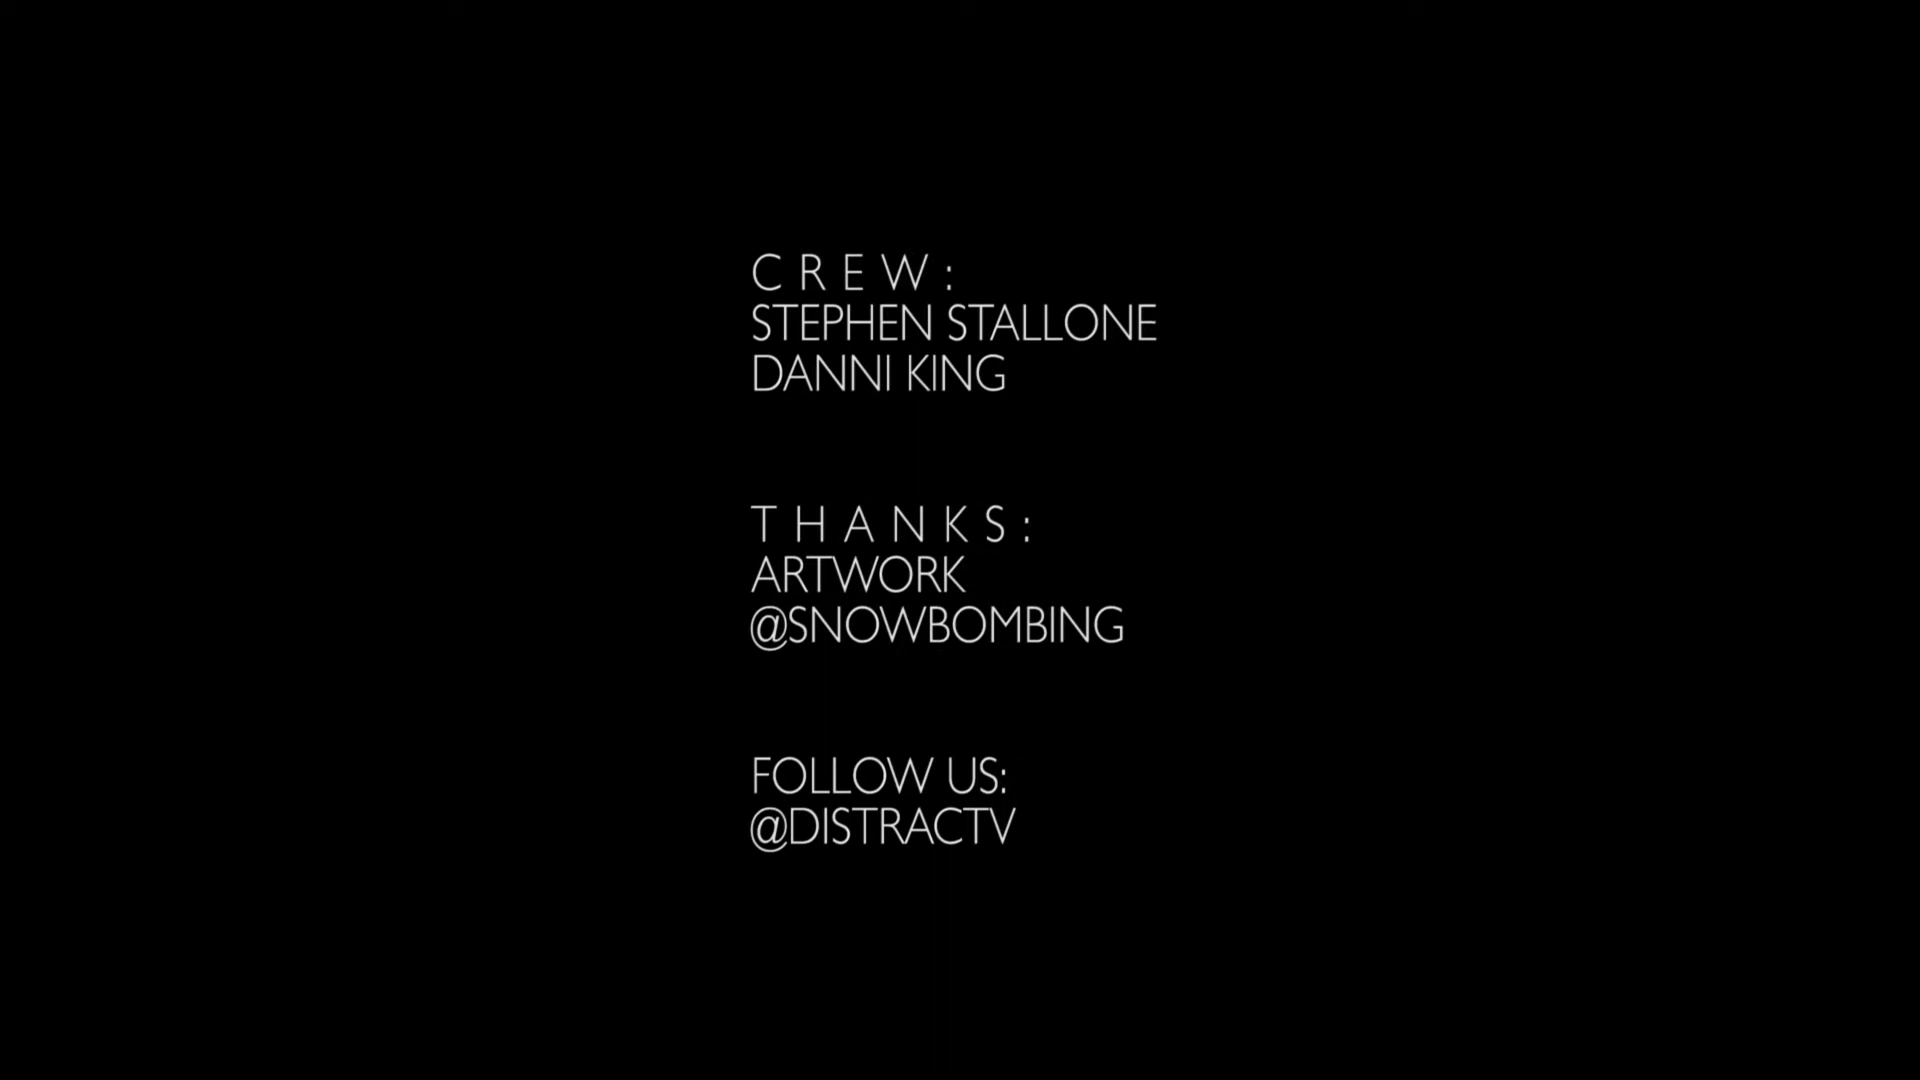 C R E W :
STEPHEN STALLONE
DANNI KING
T H A N K S :
ARTWORK
@SNOWBOMBING
FOLLOW US:
@DISTRACTV